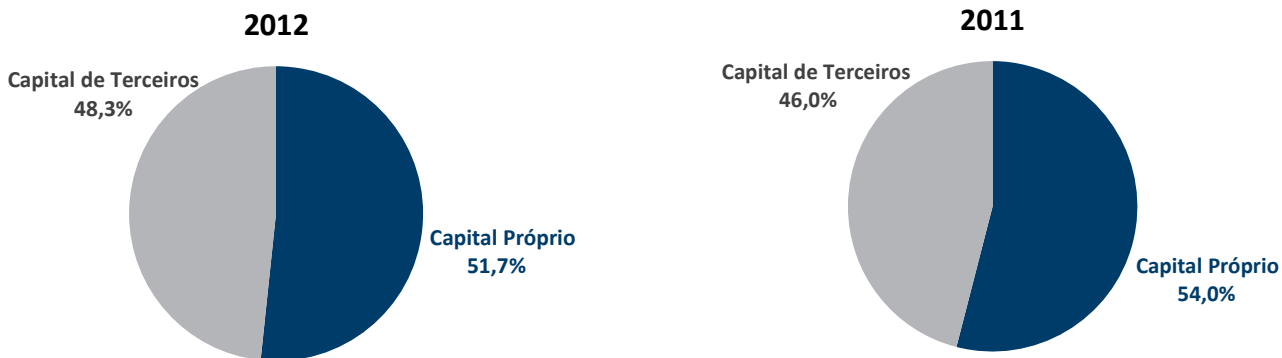 2012
Capital de Terceiros
48,3%
Capital Próprio
51,7%
2011
Capital de Terceiros
46,0%
Capital Próprio
54,0%